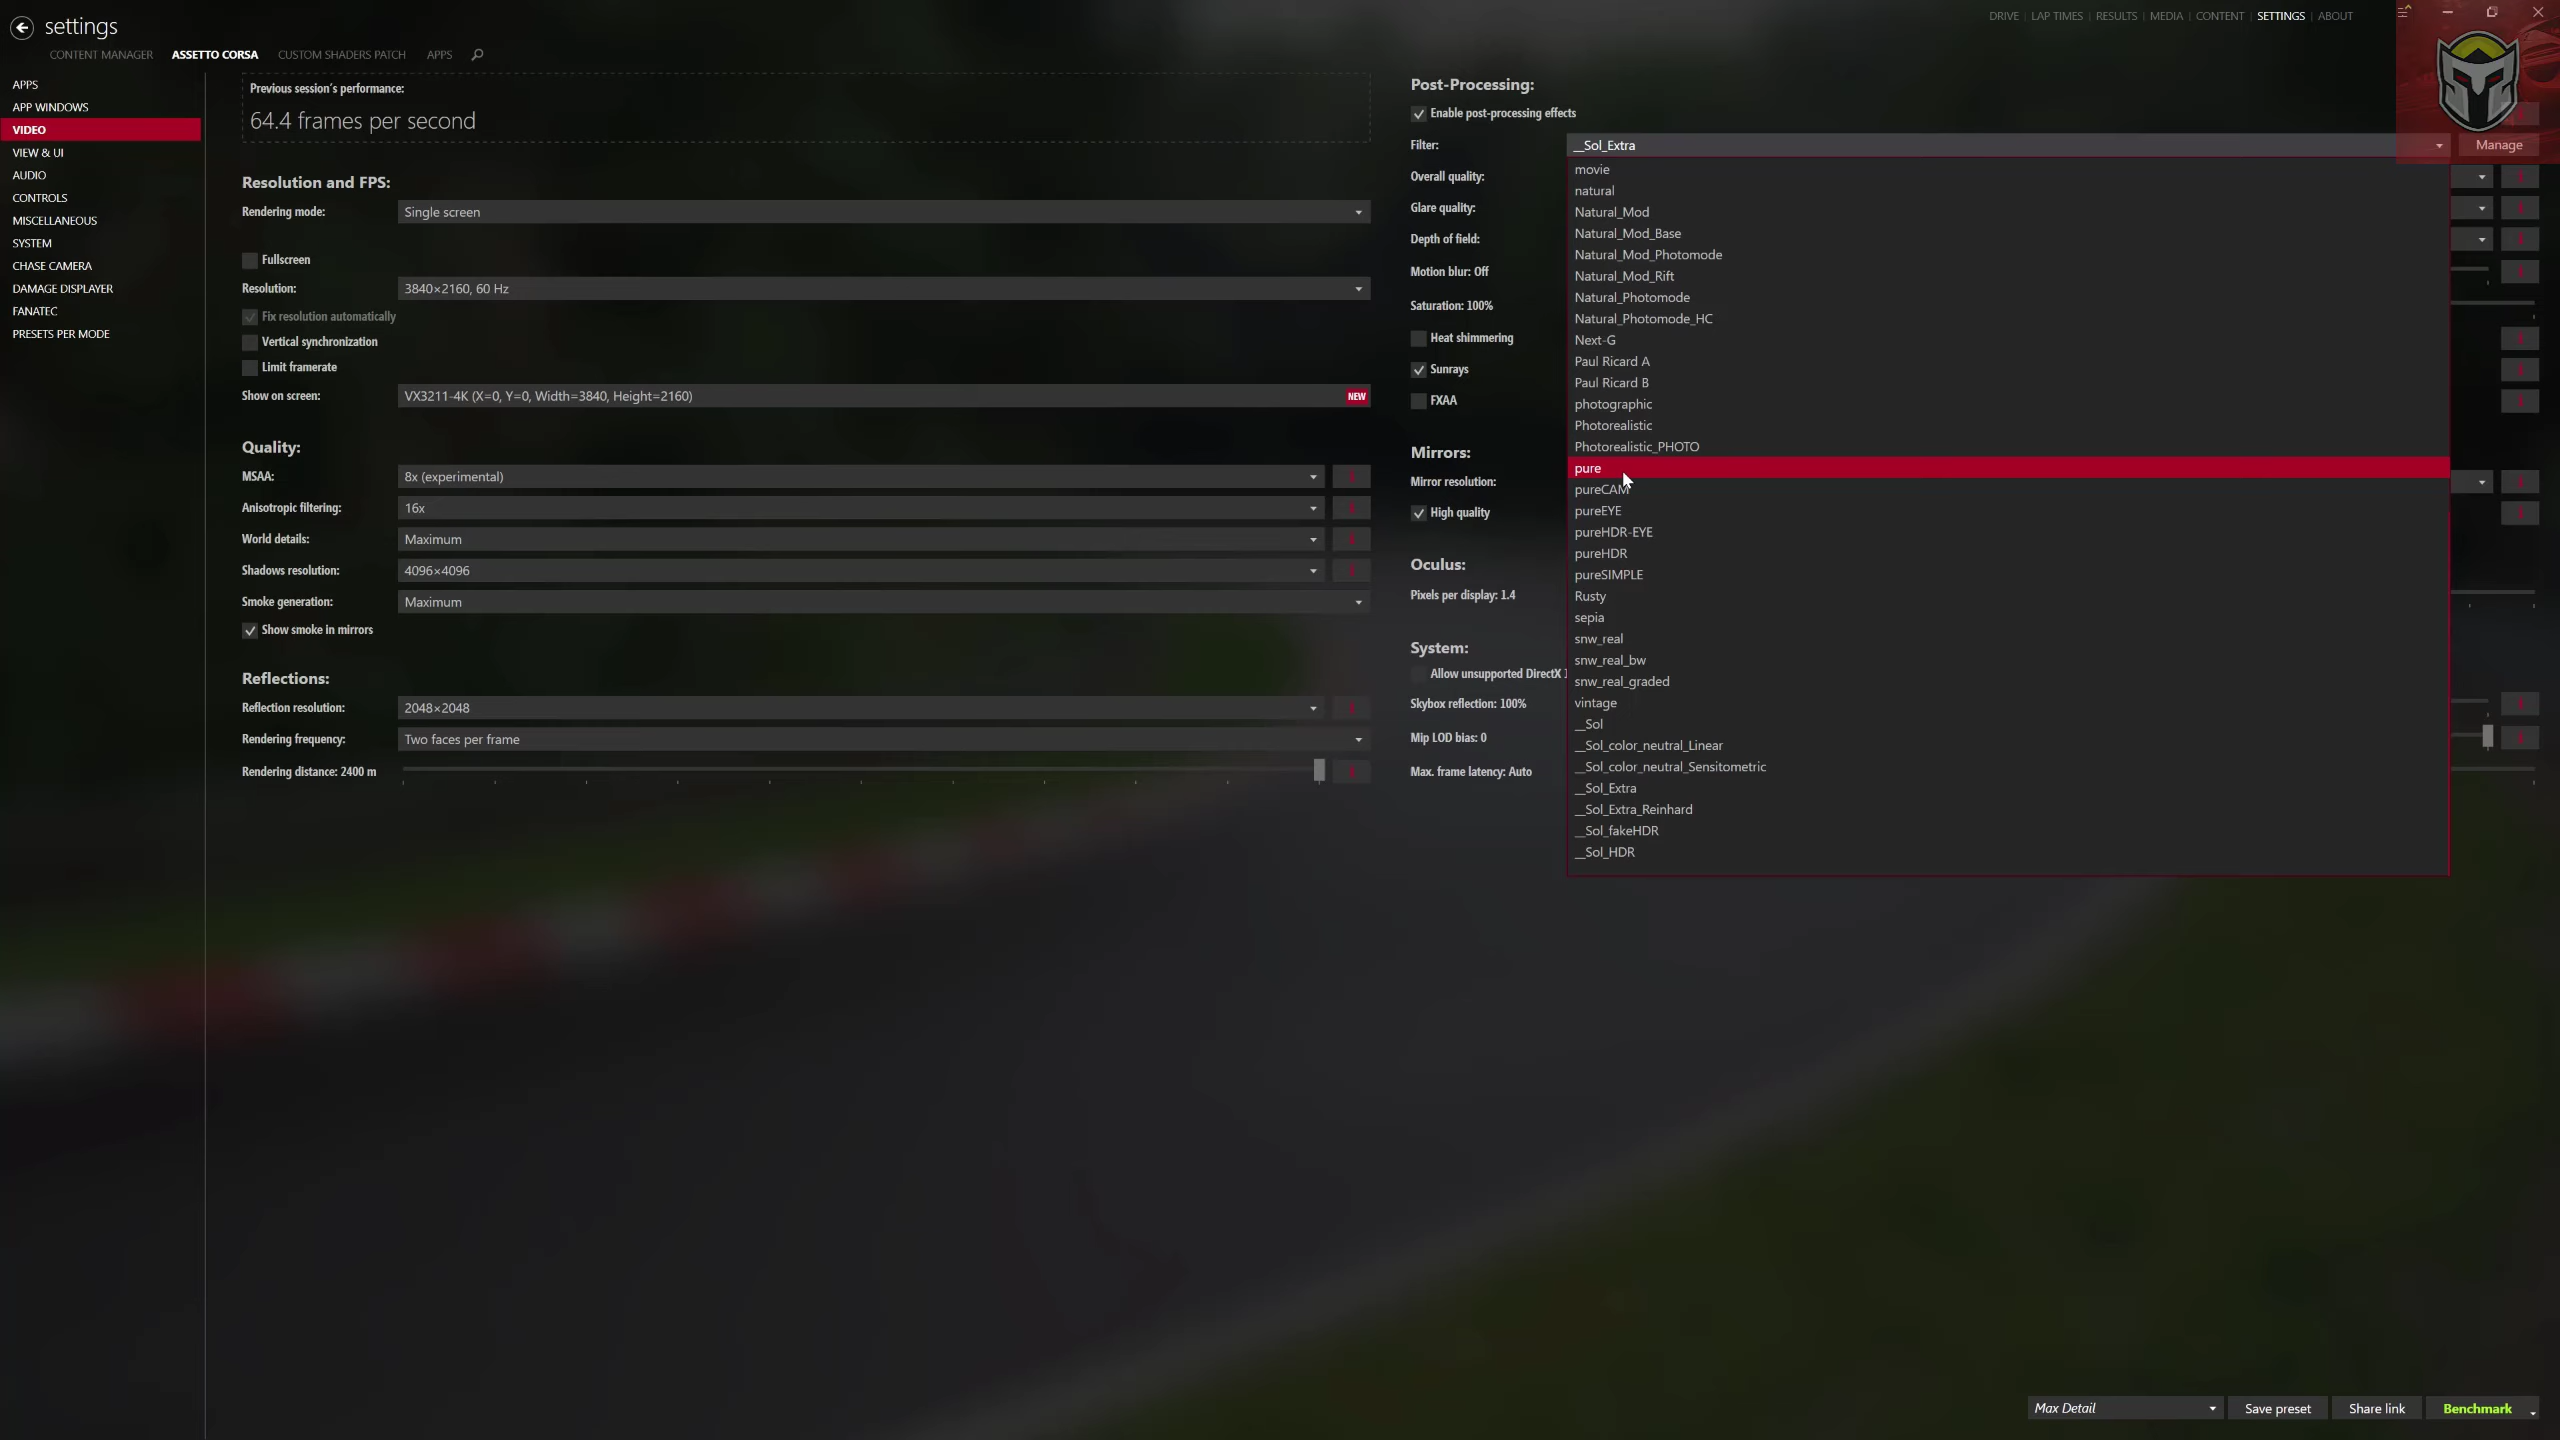 settings
DRIVE | LAP TIMES | RESULTS | MEDIA | CONTENT | SETTINGS | ABOUT
CONTENT MANAGER ASSETTO CORSA CUSTOM SHADERS PATCH APPS
APPS
APP WINDOWS
VIDEO
VIEW & UI
AUDIO
CONTROLS
MISCELLANEOUS
SYSTEM
CHASE CAMERA
DAMAGE DISPLAYER
FANATEC
PRESETS PER MODE
Previous session's performance:
64.4 frames per second
Resolution and FPS:
Rendering mode: Single screen
Fullscreen
Resolution: 3840×2160, 60 Hz
Fix resolution automatically
Vertical synchronization
Limit framerate
Show on screen: VX3211-4K (X=0, Y=0, Width=3840, Height=2160) NEW
Quality:
MSAA: 8x (experimental)
Anisotropic filtering: 16x
World details: Maximum
Shadows resolution: 4096×4096
Smoke generation: Maximum
Show smoke in mirrors
Reflections:
Reflection resolution: 2048×2048
Rendering frequency: Two faces per frame
Rendering distance: 2400 m
Post-Processing:
Enable post-processing effects
Filter: __Sol_Extra Manage
Overall quality:
Glare quality:
Depth of field:
Motion blur: Off
Saturation: 100%
Heat shimmering
Sunrays
FXAA
Mirrors:
Mirror resolution:
High quality
Oculus:
Pixels per display: 1.4
System:
Allow unsupported DirectX 1
Skybox reflection: 100%
Mip LOD bias: 0
Max. frame latency: Auto
movie
natural
Natural_Mod
Natural_Mod_Base
Natural_Mod_Photomode
Natural_Mod_Rift
Natural_Photomode
Natural_Photomode_HC
Next-G
Paul Ricard A
Paul Ricard B
photographic
Photorealistic
Photorealistic_PHOTO
pure
pureCAM
pureEYE
pureHDR-EYE
pureHDR
pureSIMPLE
Rusty
sepia
snw_real
snw_real_bw
snw_real_graded
vintage
__Sol
__Sol_color_neutral_Linear
__Sol_color_neutral_Sensitometric
__Sol_Extra
__Sol_Extra_Reinhard
__Sol_fakeHDR
__Sol_HDR
Max Detail Save preset Share link Benchmark